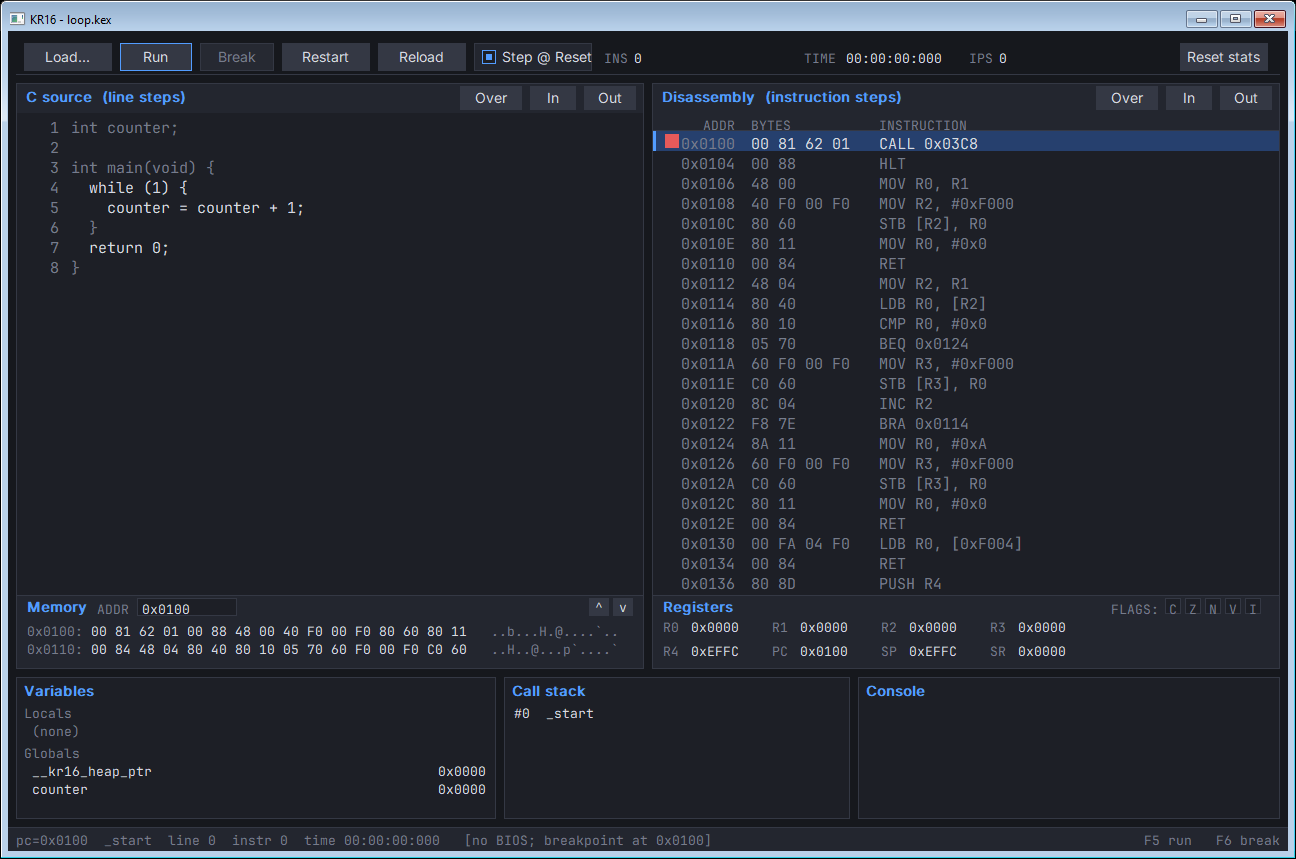 KR16 - loop.kex
Load... Run Break Restart Reload Step @ Reset INS 0 TIME 00:00:00:000 IPS 0 Reset stats
C source (line steps) Over In Out
1 int counter;
2
3 int main(void) {
4 while (1) {
5 counter = counter + 1;
6 }
7 return 0;
8 }
Disassembly (instruction steps) Over In Out
ADDR BYTES INSTRUCTION
0x0100 00 81 62 01 CALL 0x03C8
0x0104 00 88 HLT
0x0106 48 00 MOV R0, R1
0x0108 40 F0 00 F0 MOV R2, #0xF000
0x010C 80 60 STB [R2], R0
0x010E 80 11 MOV R0, #0x0
0x0110 00 84 RET
0x0112 48 04 MOV R2, R1
0x0114 80 40 LDB R0, [R2]
0x0116 80 10 CMP R0, #0x0
0x0118 05 70 BEQ 0x0124
0x011A 60 F0 00 F0 MOV R3, #0xF000
0x011E C0 60 STB [R3], R0
0x0120 8C 04 INC R2
0x0122 F8 7E BRA 0x0114
0x0124 8A 11 MOV R0, #0xA
0x0126 60 F0 00 F0 MOV R3, #0xF000
0x012A C0 60 STB [R3], R0
0x012C 80 11 MOV R0, #0x0
0x012E 00 84 RET
0x0130 00 FA 04 F0 LDB R0, [0xF004]
0x0134 00 84 RET
0x0136 80 8D PUSH R4
Memory ADDR 0x0100 ^ v
0x0100: 00 81 62 01 00 88 48 00 40 F0 00 F0 80 60 80 11 ..b...H.@....`..
0x0110: 00 84 48 04 80 40 80 10 05 70 60 F0 00 F0 C0 60 ..H..@...p`....`
Registers FLAGS: C Z N V I
R0 0x0000 R1 0x0000 R2 0x0000 R3 0x0000
R4 0xEFFC PC 0x0100 SP 0xEFFC SR 0x0000
Variables
Locals
(none)
Globals
__kr16_heap_ptr 0x0000
counter 0x0000
Call stack
#0 _start
Console
pc=0x0100 _start line 0 instr 0 time 00:00:00:000 [no BIOS; breakpoint at 0x0100] F5 run F6 break